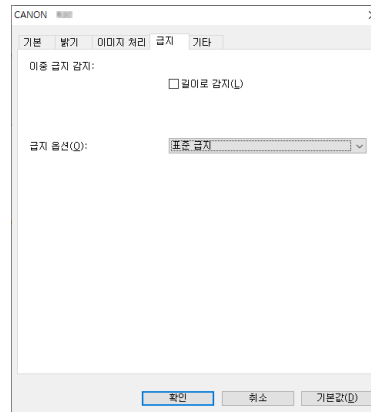 CANON
기본 밝기 이미지 처리 급지 기타
이중 급지 감지:
길이로 감지(L)
급지 옵션(O): 표준 급지
확인 취소 기본값(D)